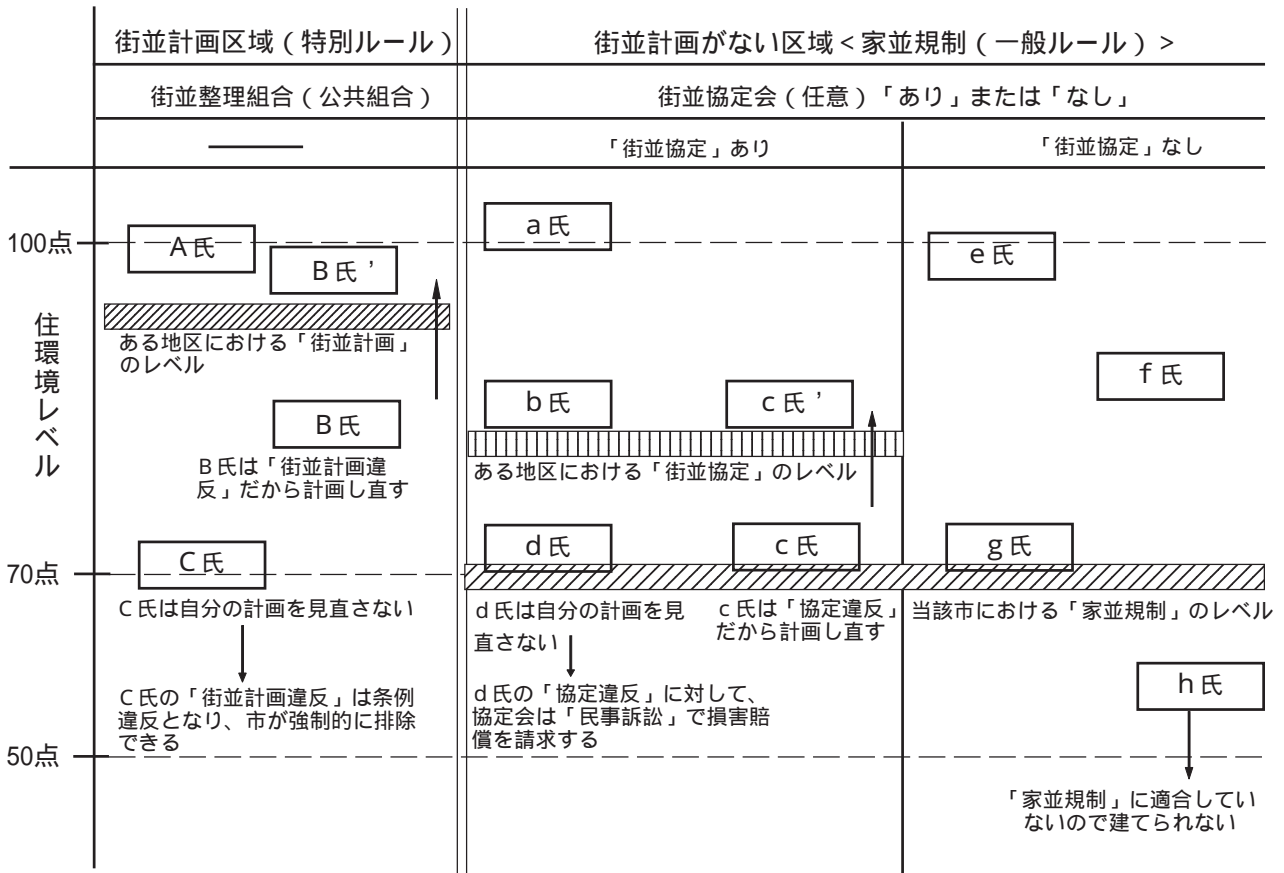 街並計画区域(特別ルール)
街並計画がない区域<家並規制(一般ルール)>
街並整理組合(公共組合)
街並協定会(任意)「あり」または「なし」
「街並協定」あり
「街並協定」なし
住環境レベル
100点
70点
50点
A氏
B氏’
ある地区における「街並計画」
のレベル
B氏
B氏は「街並計画違
反」だから計画し直す
C氏
C氏は自分の計画を見直さない
C氏の「街並計画違反」は条例
違反となり、市が強制的に排除
できる
a氏
b氏
c氏’
ある地区における「街並協定」のレベル
d氏
c氏
d氏は自分の計画を見
直さない
c氏は「協定違反」
だから計画し直す
d氏の「協定違反」に対して、
協定会は「民事訴訟」で損害賠
償を請求する
e氏
f氏
g氏
当該市における「家並規制」のレベル
h氏
「家並規制」に適合してい
ないので建てられない